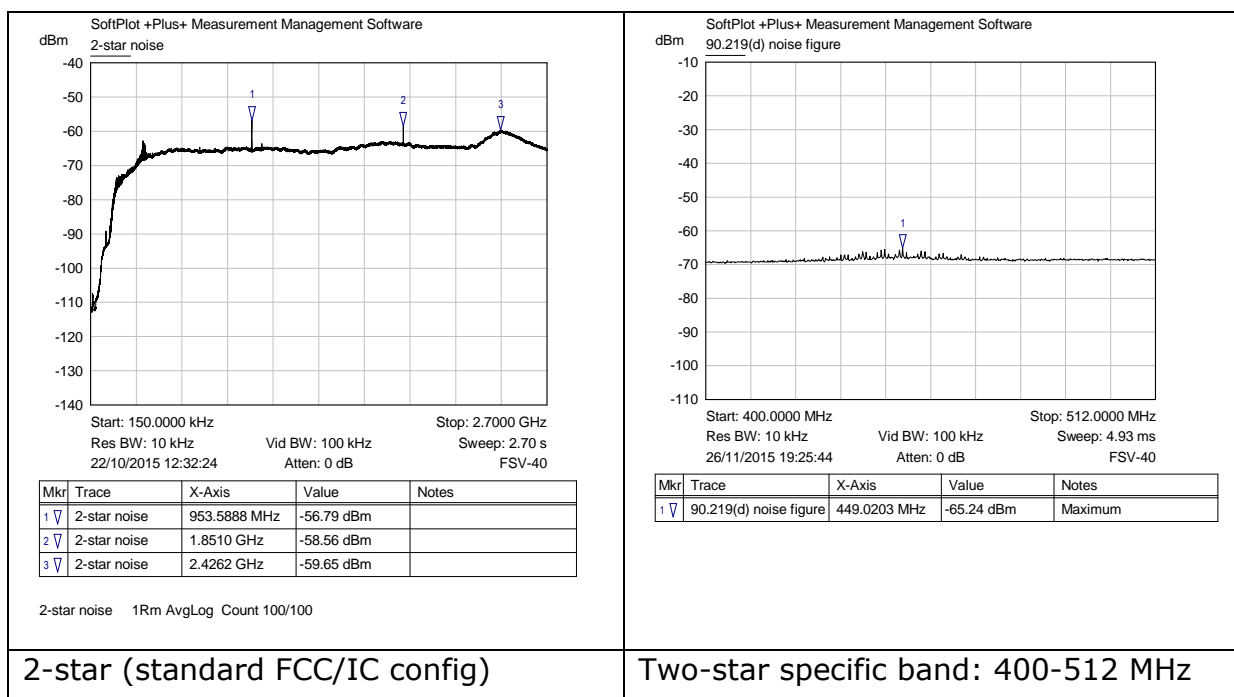 SoftPlot +Plus+ Measurement Management Software
dBm
2-star noise
-40
-50
-60
-70
-80
-90
-100
-110
-120
-130
-140
1
2
3
Start: 150.0000 kHz Stop: 2.7000 GHz
Res BW: 10 kHz Vid BW: 100 kHz Sweep: 2.70 s
22/10/2015 12:32:24 Atten: 0 dB FSV-40
Mkr Trace X-Axis Value Notes
1 2-star noise 953.5888 MHz -56.79 dBm
2 2-star noise 1.8510 GHz -58.56 dBm
3 2-star noise 2.4262 GHz -59.65 dBm
2-star noise 1Rm AvgLog Count 100/100
2-star (standard FCC/IC config)
SoftPlot +Plus+ Measurement Management Software
dBm
90.219(d) noise figure
-10
-20
-30
-40
-50
-60
-70
-80
-90
-100
-110
1
Start: 400.0000 MHz Stop: 512.0000 MHz
Res BW: 10 kHz Vid BW: 100 kHz Sweep: 4.93 ms
26/11/2015 19:25:44 Atten: 0 dB FSV-40
Mkr Trace X-Axis Value Notes
1 90.219(d) noise figure 449.0203 MHz -65.24 dBm Maximum
Two-star specific band: 400-512 MHz